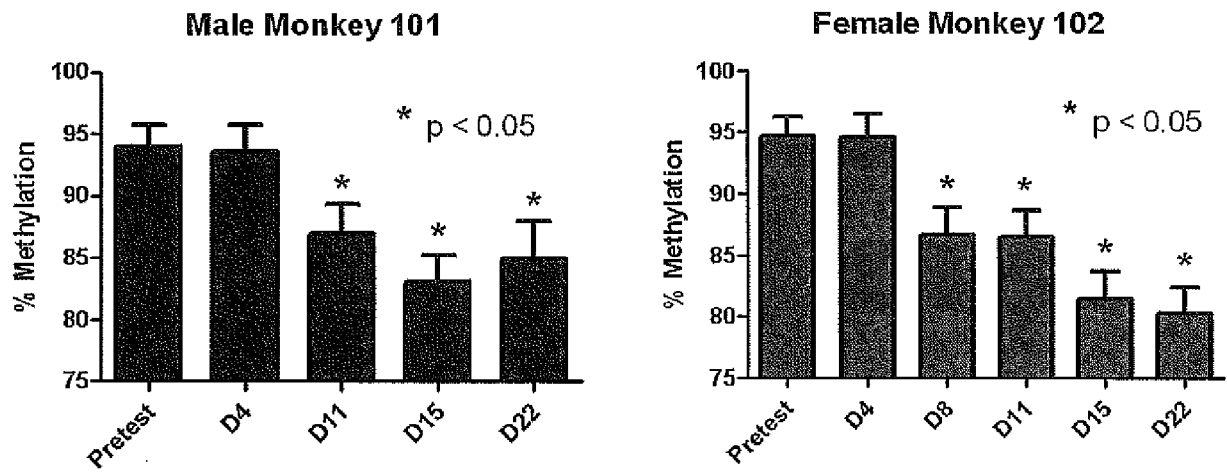 Male Monkey 101
% Methylation
100
95
90
85
80
75
* p < 0.05
*
*
*
Pretest
D4
D11
D15
D22
Female Monkey 102
% Methylation
100
95
90
85
80
75
* p < 0.05
*
*
*
*
Pretest
D4
D8
D11
D15
D22